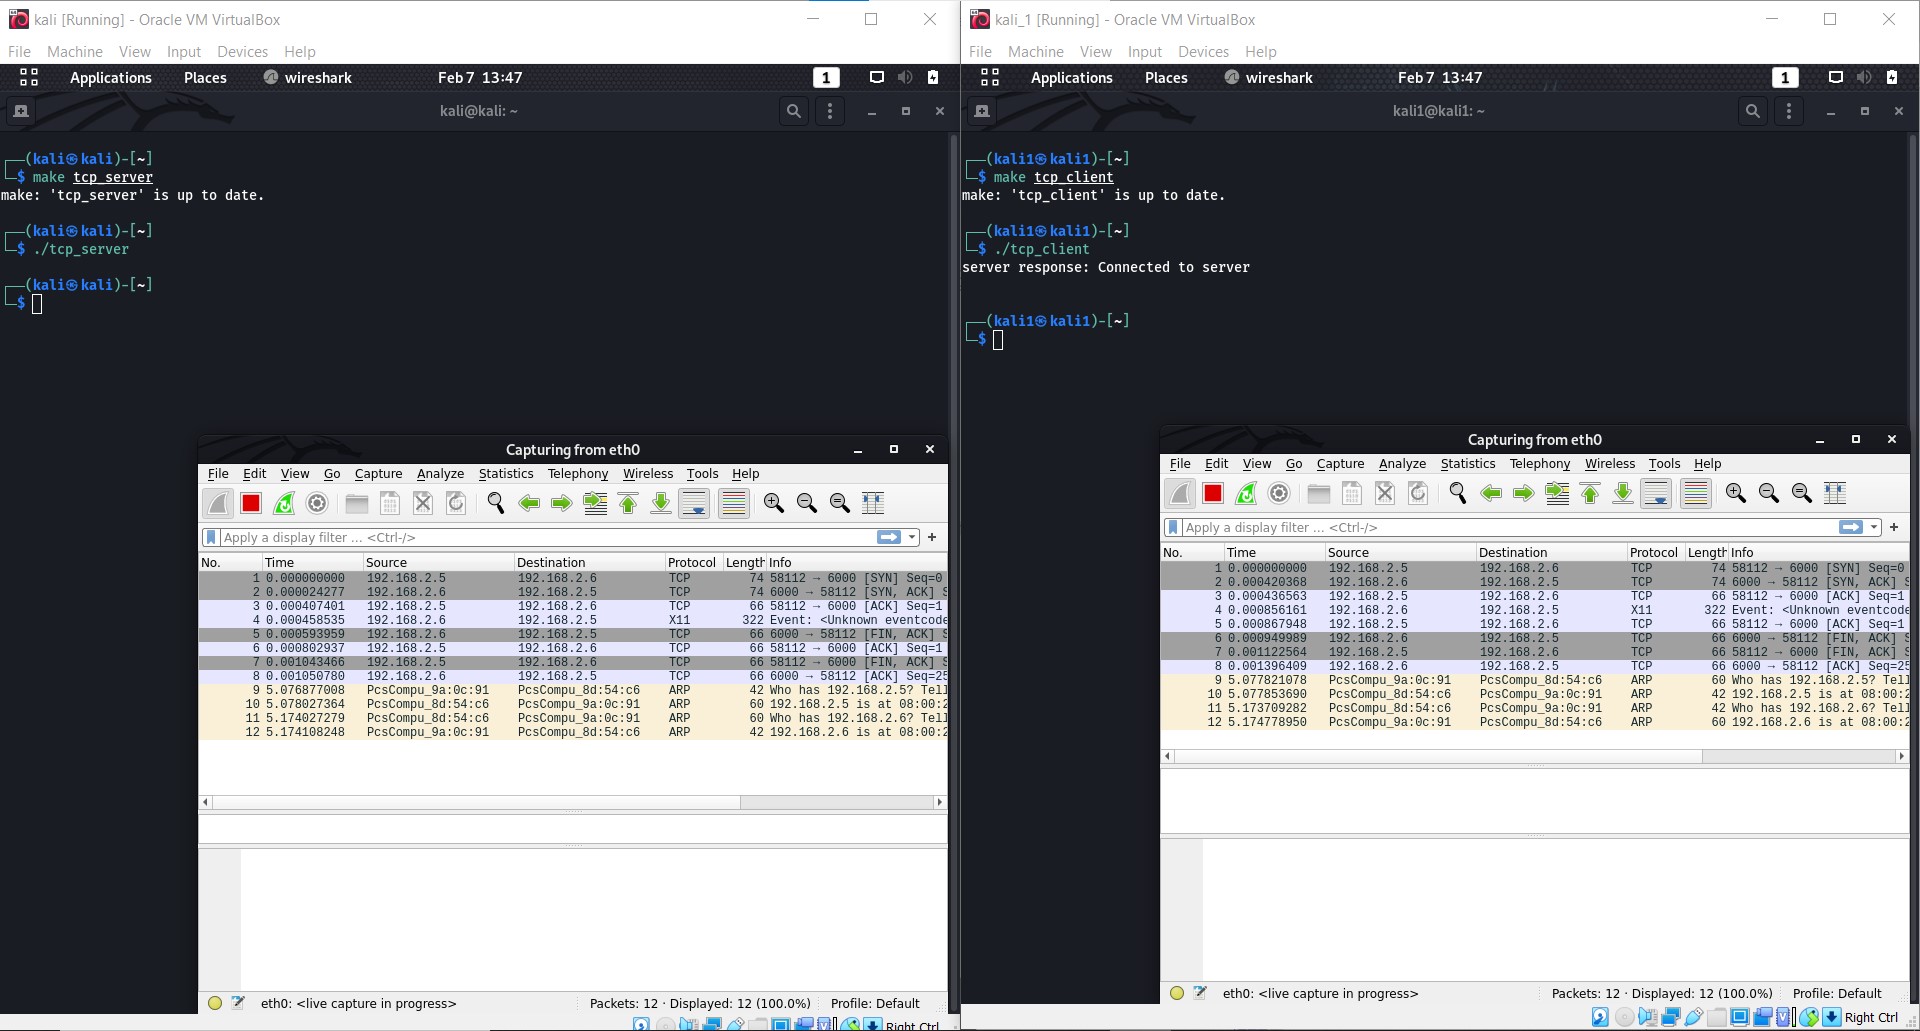 kali [Running] - Oracle VM VirtualBox
File Machine View Input Devices Help
Applications Places wireshark Feb 7 13:47 1
kali@kali: ~
┌──(kali㉿kali)-[~]
└─$ make tcp_server
make: 'tcp_server' is up to date.
┌──(kali㉿kali)-[~]
└─$ ./tcp_server
┌──(kali㉿kali)-[~]
└─$
Capturing from eth0
File Edit View Go Capture Analyze Statistics Telephony Wireless Tools Help
Apply a display filter ... <Ctrl-/>
No. Time Source Destination Protocol Length Info
1 0.000000000 192.168.2.5 192.168.2.6 TCP 74 58112 → 6000 [SYN] Seq=0
2 0.000024277 192.168.2.6 192.168.2.5 TCP 74 6000 → 58112 [SYN, ACK] S
3 0.000407401 192.168.2.5 192.168.2.6 TCP 66 58112 → 6000 [ACK] Seq=1
4 0.000458535 192.168.2.6 192.168.2.5 X11 322 Event: <Unknown eventcode
5 0.000593959 192.168.2.6 192.168.2.5 TCP 66 6000 → 58112 [FIN, ACK] S
6 0.000802937 192.168.2.5 192.168.2.6 TCP 66 58112 → 6000 [ACK] Seq=1
7 0.001043466 192.168.2.5 192.168.2.6 TCP 66 58112 → 6000 [FIN, ACK] S
8 0.001050780 192.168.2.6 192.168.2.5 TCP 66 6000 → 58112 [ACK] Seq=25
9 5.076877008 PcsCompu_9a:0c:91 PcsCompu_8d:54:c6 ARP 42 Who has 192.168.2.5? Tell
10 5.078027364 PcsCompu_8d:54:c6 PcsCompu_9a:0c:91 ARP 60 192.168.2.5 is at 08:00:2
11 5.174027279 PcsCompu_8d:54:c6 PcsCompu_9a:0c:91 ARP 60 Who has 192.168.2.6? Tell
12 5.174108248 PcsCompu_9a:0c:91 PcsCompu_8d:54:c6 ARP 42 192.168.2.6 is at 08:00:2
eth0: <live capture in progress> Packets: 12 · Displayed: 12 (100.0%) Profile: Default
Right Ctrl
kali_1 [Running] - Oracle VM VirtualBox
File Machine View Input Devices Help
Applications Places wireshark Feb 7 13:47 1
kali1@kali1: ~
┌──(kali1㉿kali1)-[~]
└─$ make tcp_client
make: 'tcp_client' is up to date.
┌──(kali1㉿kali1)-[~]
└─$ ./tcp_client
server response: Connected to server
┌──(kali1㉿kali1)-[~]
└─$
Capturing from eth0
File Edit View Go Capture Analyze Statistics Telephony Wireless Tools Help
Apply a display filter ... <Ctrl-/>
No. Time Source Destination Protocol Length Info
1 0.000000000 192.168.2.5 192.168.2.6 TCP 74 58112 → 6000 [SYN] Seq=0
2 0.000420368 192.168.2.6 192.168.2.5 TCP 74 6000 → 58112 [SYN, ACK] S
3 0.000436563 192.168.2.5 192.168.2.6 TCP 66 58112 → 6000 [ACK] Seq=1
4 0.000856161 192.168.2.6 192.168.2.5 X11 322 Event: <Unknown eventcode
5 0.000867948 192.168.2.5 192.168.2.6 TCP 66 58112 → 6000 [ACK] Seq=1
6 0.000949989 192.168.2.6 192.168.2.5 TCP 66 6000 → 58112 [FIN, ACK] S
7 0.001122564 192.168.2.5 192.168.2.6 TCP 66 58112 → 6000 [FIN, ACK] S
8 0.001396409 192.168.2.6 192.168.2.5 TCP 66 6000 → 58112 [ACK] Seq=25
9 5.077821078 PcsCompu_9a:0c:91 PcsCompu_8d:54:c6 ARP 60 Who has 192.168.2.5? Tell
10 5.077853690 PcsCompu_8d:54:c6 PcsCompu_9a:0c:91 ARP 42 192.168.2.5 is at 08:00:2
11 5.173709282 PcsCompu_8d:54:c6 PcsCompu_9a:0c:91 ARP 42 Who has 192.168.2.6? Tell
12 5.174778950 PcsCompu_9a:0c:91 PcsCompu_8d:54:c6 ARP 60 192.168.2.6 is at 08:00:2
eth0: <live capture in progress> Packets: 12 · Displayed: 12 (100.0%) Profile: Default
Right Ctrl